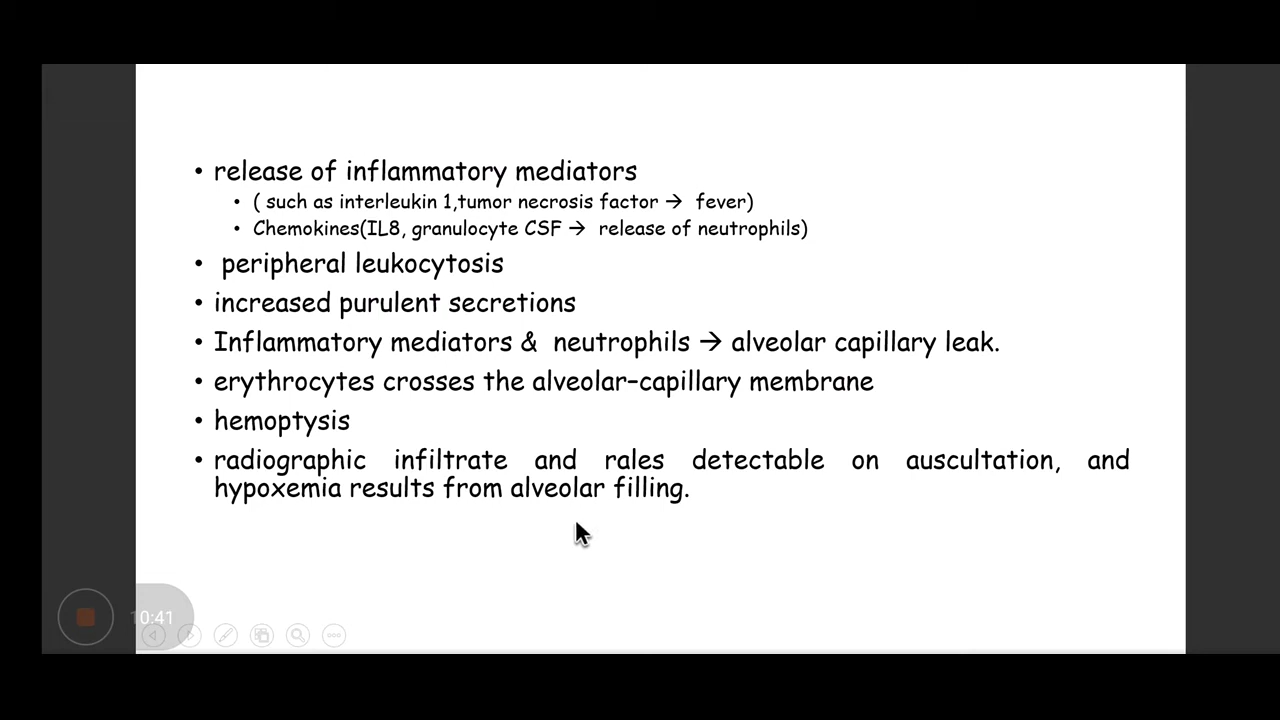 • release of inflammatory mediators
• ( such as interleukin 1,tumor necrosis factor → fever)
• Chemokines(IL8, granulocyte CSF → release of neutrophils)
• peripheral leukocytosis
• increased purulent secretions
• Inflammatory mediators & neutrophils → alveolar capillary leak.
• erythrocytes crosses the alveolar–capillary membrane
• hemoptysis
• radiographic infiltrate and rales detectable on auscultation, and
hypoxemia results from alveolar filling.
10:41